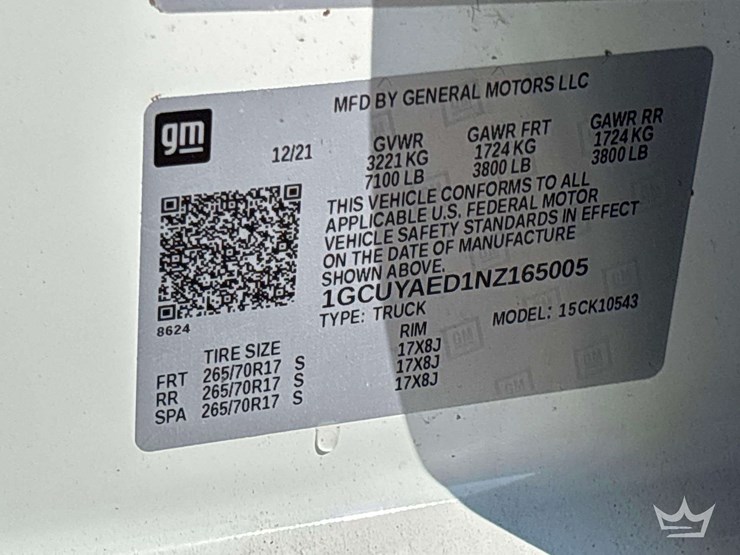 MFD BY GENERAL MOTORS LLC
gm
12/21
GVWR GAWR FRT GAWR RR
3221 KG 1724 KG 1724 KG
7100 LB 3800 LB 3800 LB
THIS VEHICLE CONFORMS TO ALL
APPLICABLE U.S. FEDERAL MOTOR
VEHICLE SAFETY STANDARDS IN EFFECT
ON THE DATE OF MANUFACTURE
SHOWN ABOVE.
1GCUYAED1NZ165005
TYPE: TRUCK MODEL: 15CK10543
8624
TIRE SIZE RIM
FRT 265/70R17 S 17X8J
RR 265/70R17 S 17X8J
SPA 265/70R17 S 17X8J
GM
GM
GM